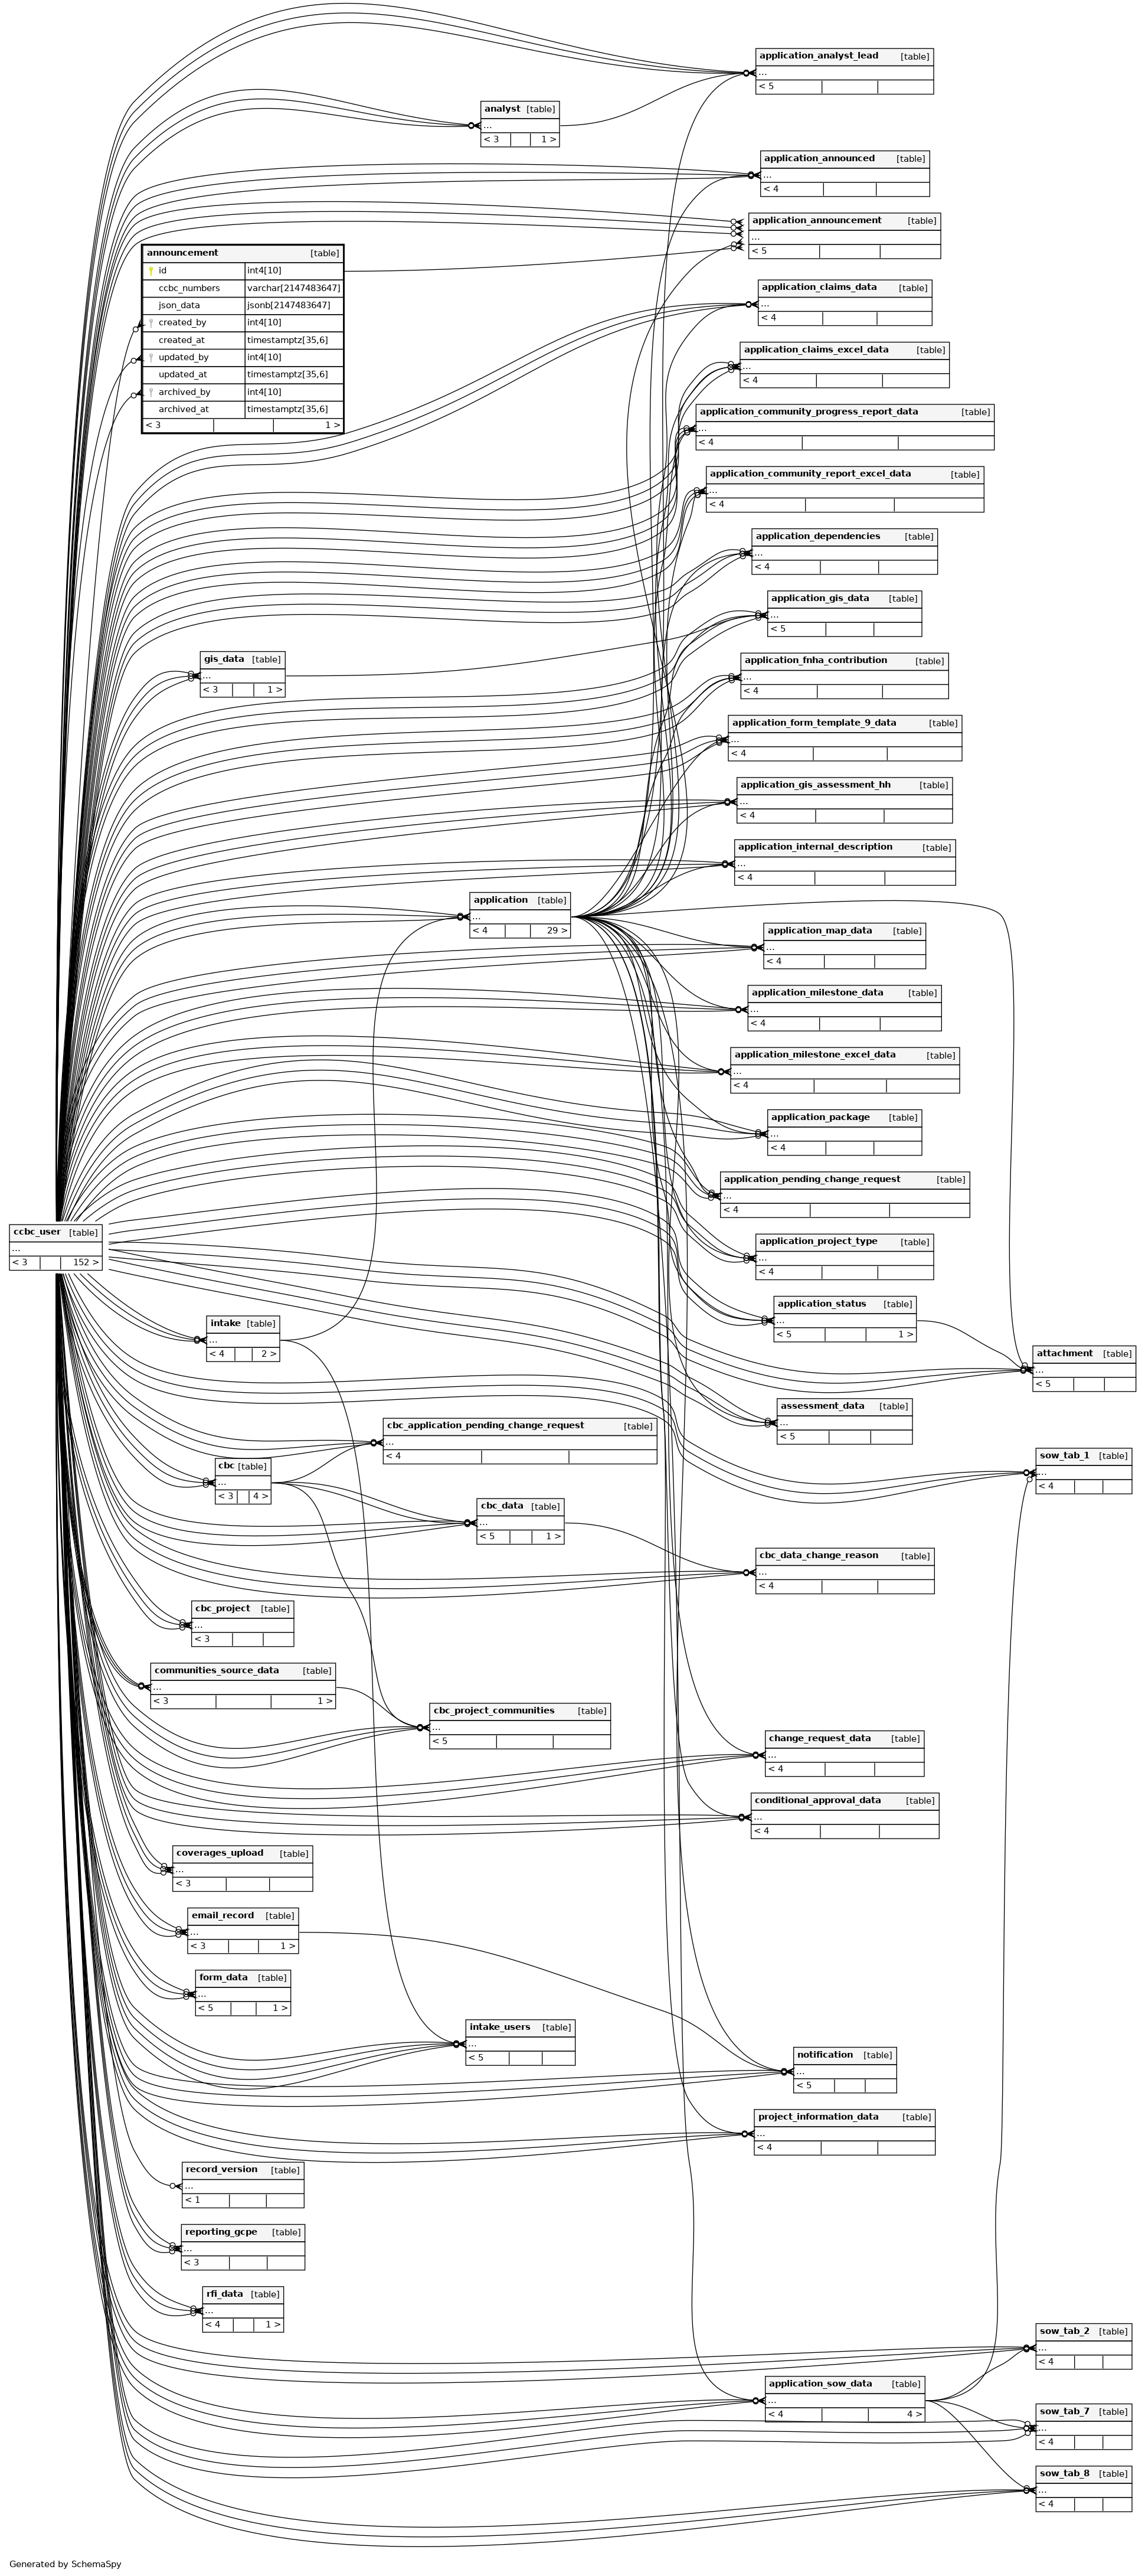 application_analyst_lead [table]
...
< 5
analyst [table]
...
< 3 1 >
application_announced [table]
...
< 4
application_announcement [table]
...
< 5
announcement [table]
id int4[10]
ccbc_numbers varchar[2147483647]
json_data jsonb[2147483647]
created_by int4[10]
created_at timestamptz[35,6]
updated_by int4[10]
updated_at timestamptz[35,6]
archived_by int4[10]
archived_at timestamptz[35,6]
< 3 1 >
application_claims_data [table]
...
< 4
application_claims_excel_data [table]
...
< 4
application_community_progress_report_data [table]
...
< 4
application_community_report_excel_data [table]
...
< 4
application_dependencies [table]
...
< 4
application_gis_data [table]
...
< 5
gis_data [table]
...
< 3 1 >
application_fnha_contribution [table]
...
< 4
application_form_template_9_data [table]
...
< 4
application_gis_assessment_hh [table]
...
< 4
application_internal_description [table]
...
< 4
application [table]
...
< 4 29 >
application_map_data [table]
...
< 4
application_milestone_data [table]
...
< 4
application_milestone_excel_data [table]
...
< 4
application_package [table]
...
< 4
application_pending_change_request [table]
...
< 4
ccbc_user [table]
...
< 3 152 >
application_project_type [table]
...
< 4
application_status [table]
...
< 5 1 >
intake [table]
...
< 4 2 >
attachment [table]
...
< 5
assessment_data [table]
...
< 5
cbc_application_pending_change_request [table]
...
< 4
sow_tab_1 [table]
...
< 4
cbc [table]
...
< 3 4 >
cbc_data [table]
...
< 5 1 >
cbc_data_change_reason [table]
...
< 4
cbc_project [table]
...
< 3
communities_source_data [table]
...
< 3 1 >
cbc_project_communities [table]
...
< 5
change_request_data [table]
...
< 4
conditional_approval_data [table]
...
< 4
coverages_upload [table]
...
< 3
email_record [table]
...
< 3 1 >
form_data [table]
...
< 5 1 >
intake_users [table]
...
< 5
notification [table]
...
< 5
project_information_data [table]
...
< 4
record_version [table]
...
< 1
reporting_gcpe [table]
...
< 3
rfi_data [table]
...
< 4 1 >
sow_tab_2 [table]
...
< 4
application_sow_data [table]
...
< 4 4 >
sow_tab_7 [table]
...
< 4
sow_tab_8 [table]
...
< 4
Generated by SchemaSpy